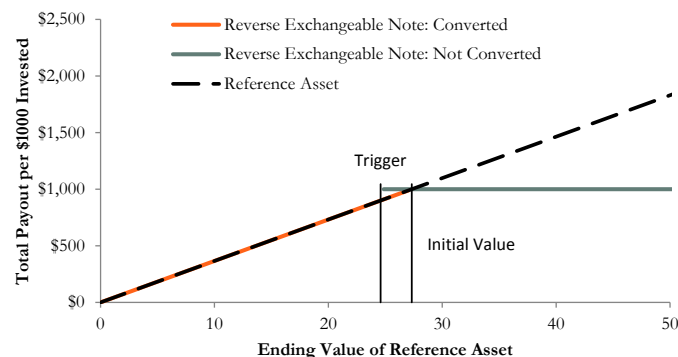 $2,500
$2,000
$1,500
$1,000
$500
$0
Total Payout per $1000 Invested
Reverse Exchangeable Note: Converted
Reverse Exchangeable Note: Not Converted
Reference Asset
Trigger
Initial Value
0 10 20 30 40 50
Ending Value of Reference Asset